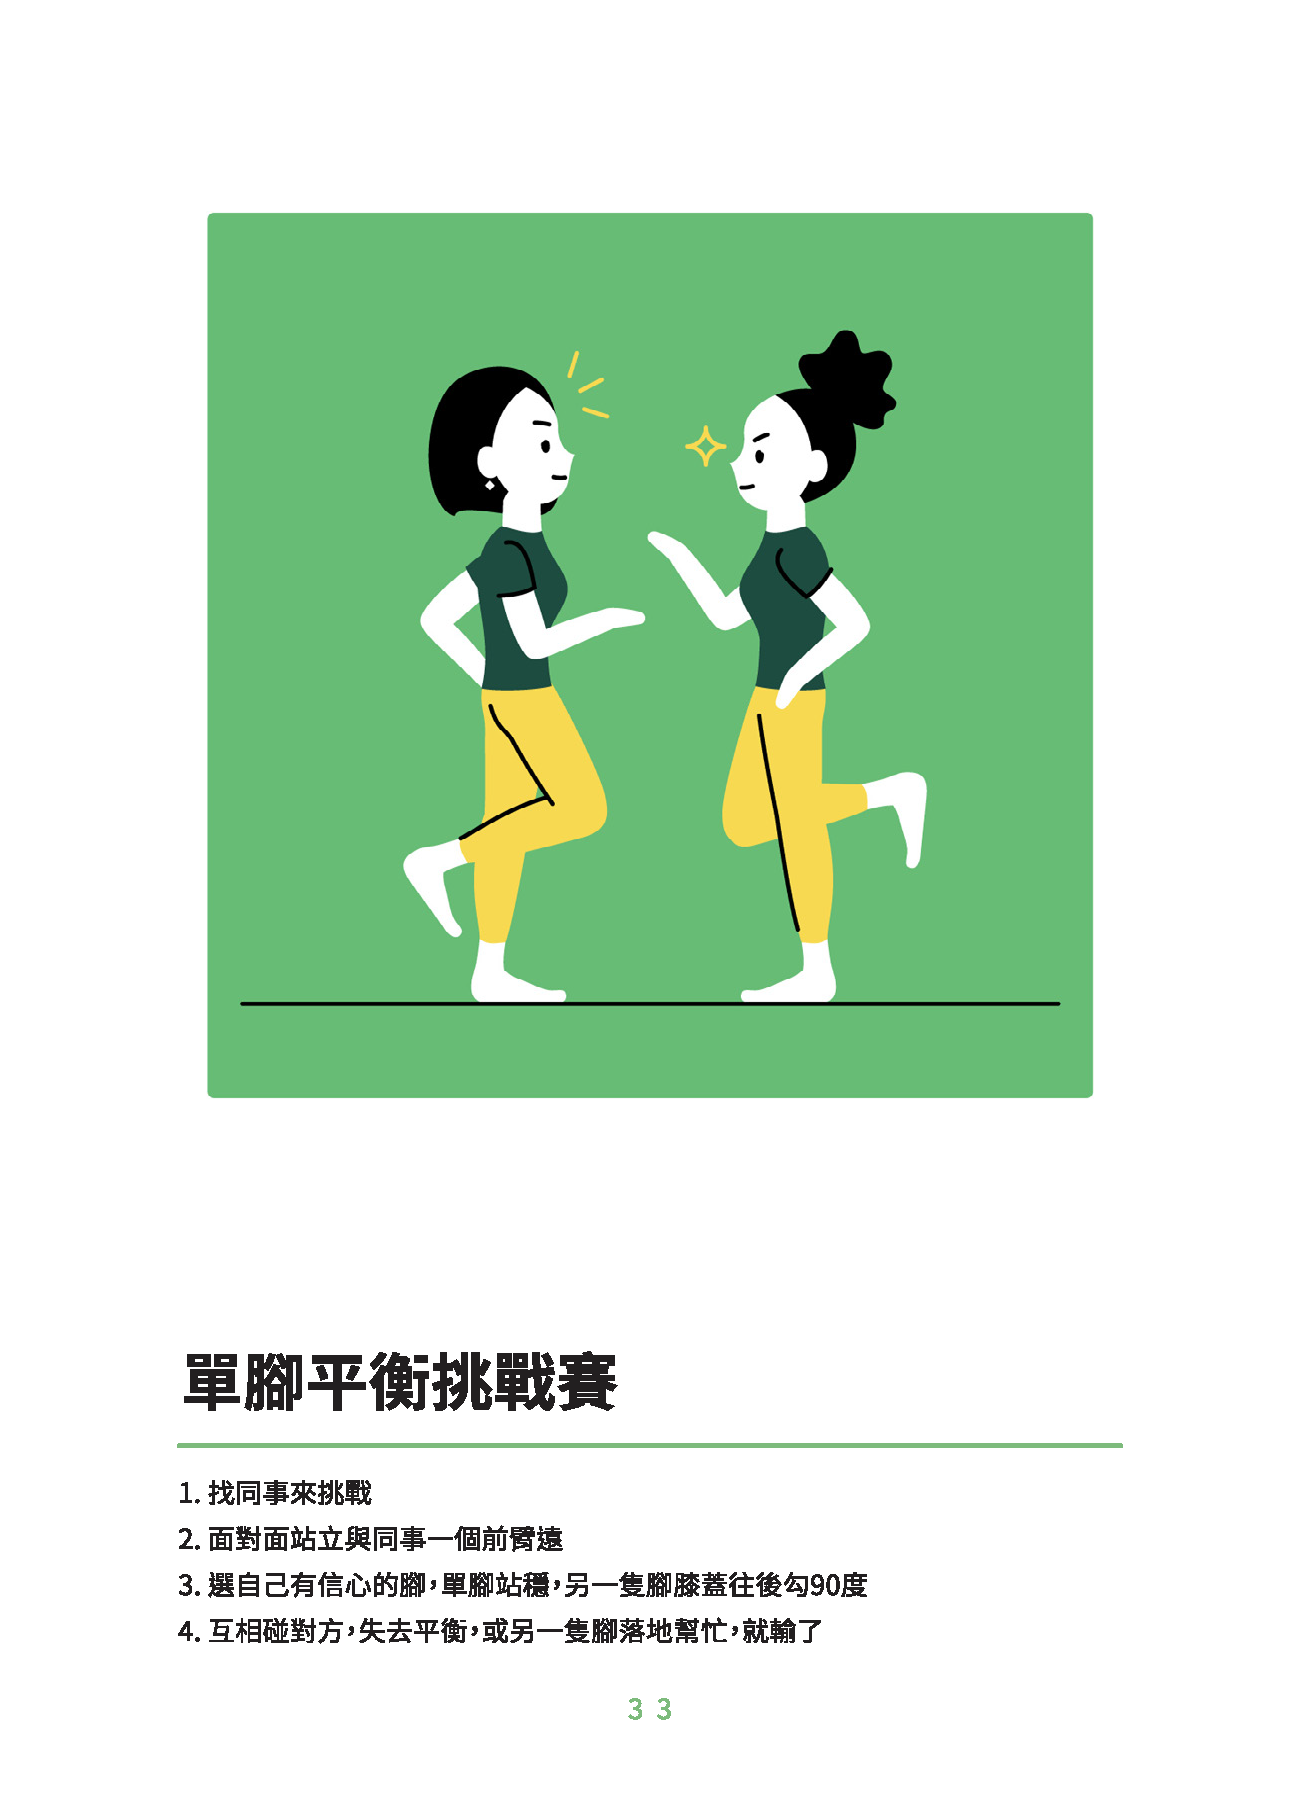 單腳平衡挑戰賽
1. 找同事來挑戰
2. 面對面站立與同事一個前臂遠
3. 選自己有信心的腳，單腳站穩，另一隻腳膝蓋往後勾90度
4. 互相碰對方，失去平衡，或另一隻腳落地幫忙，就輸了
33